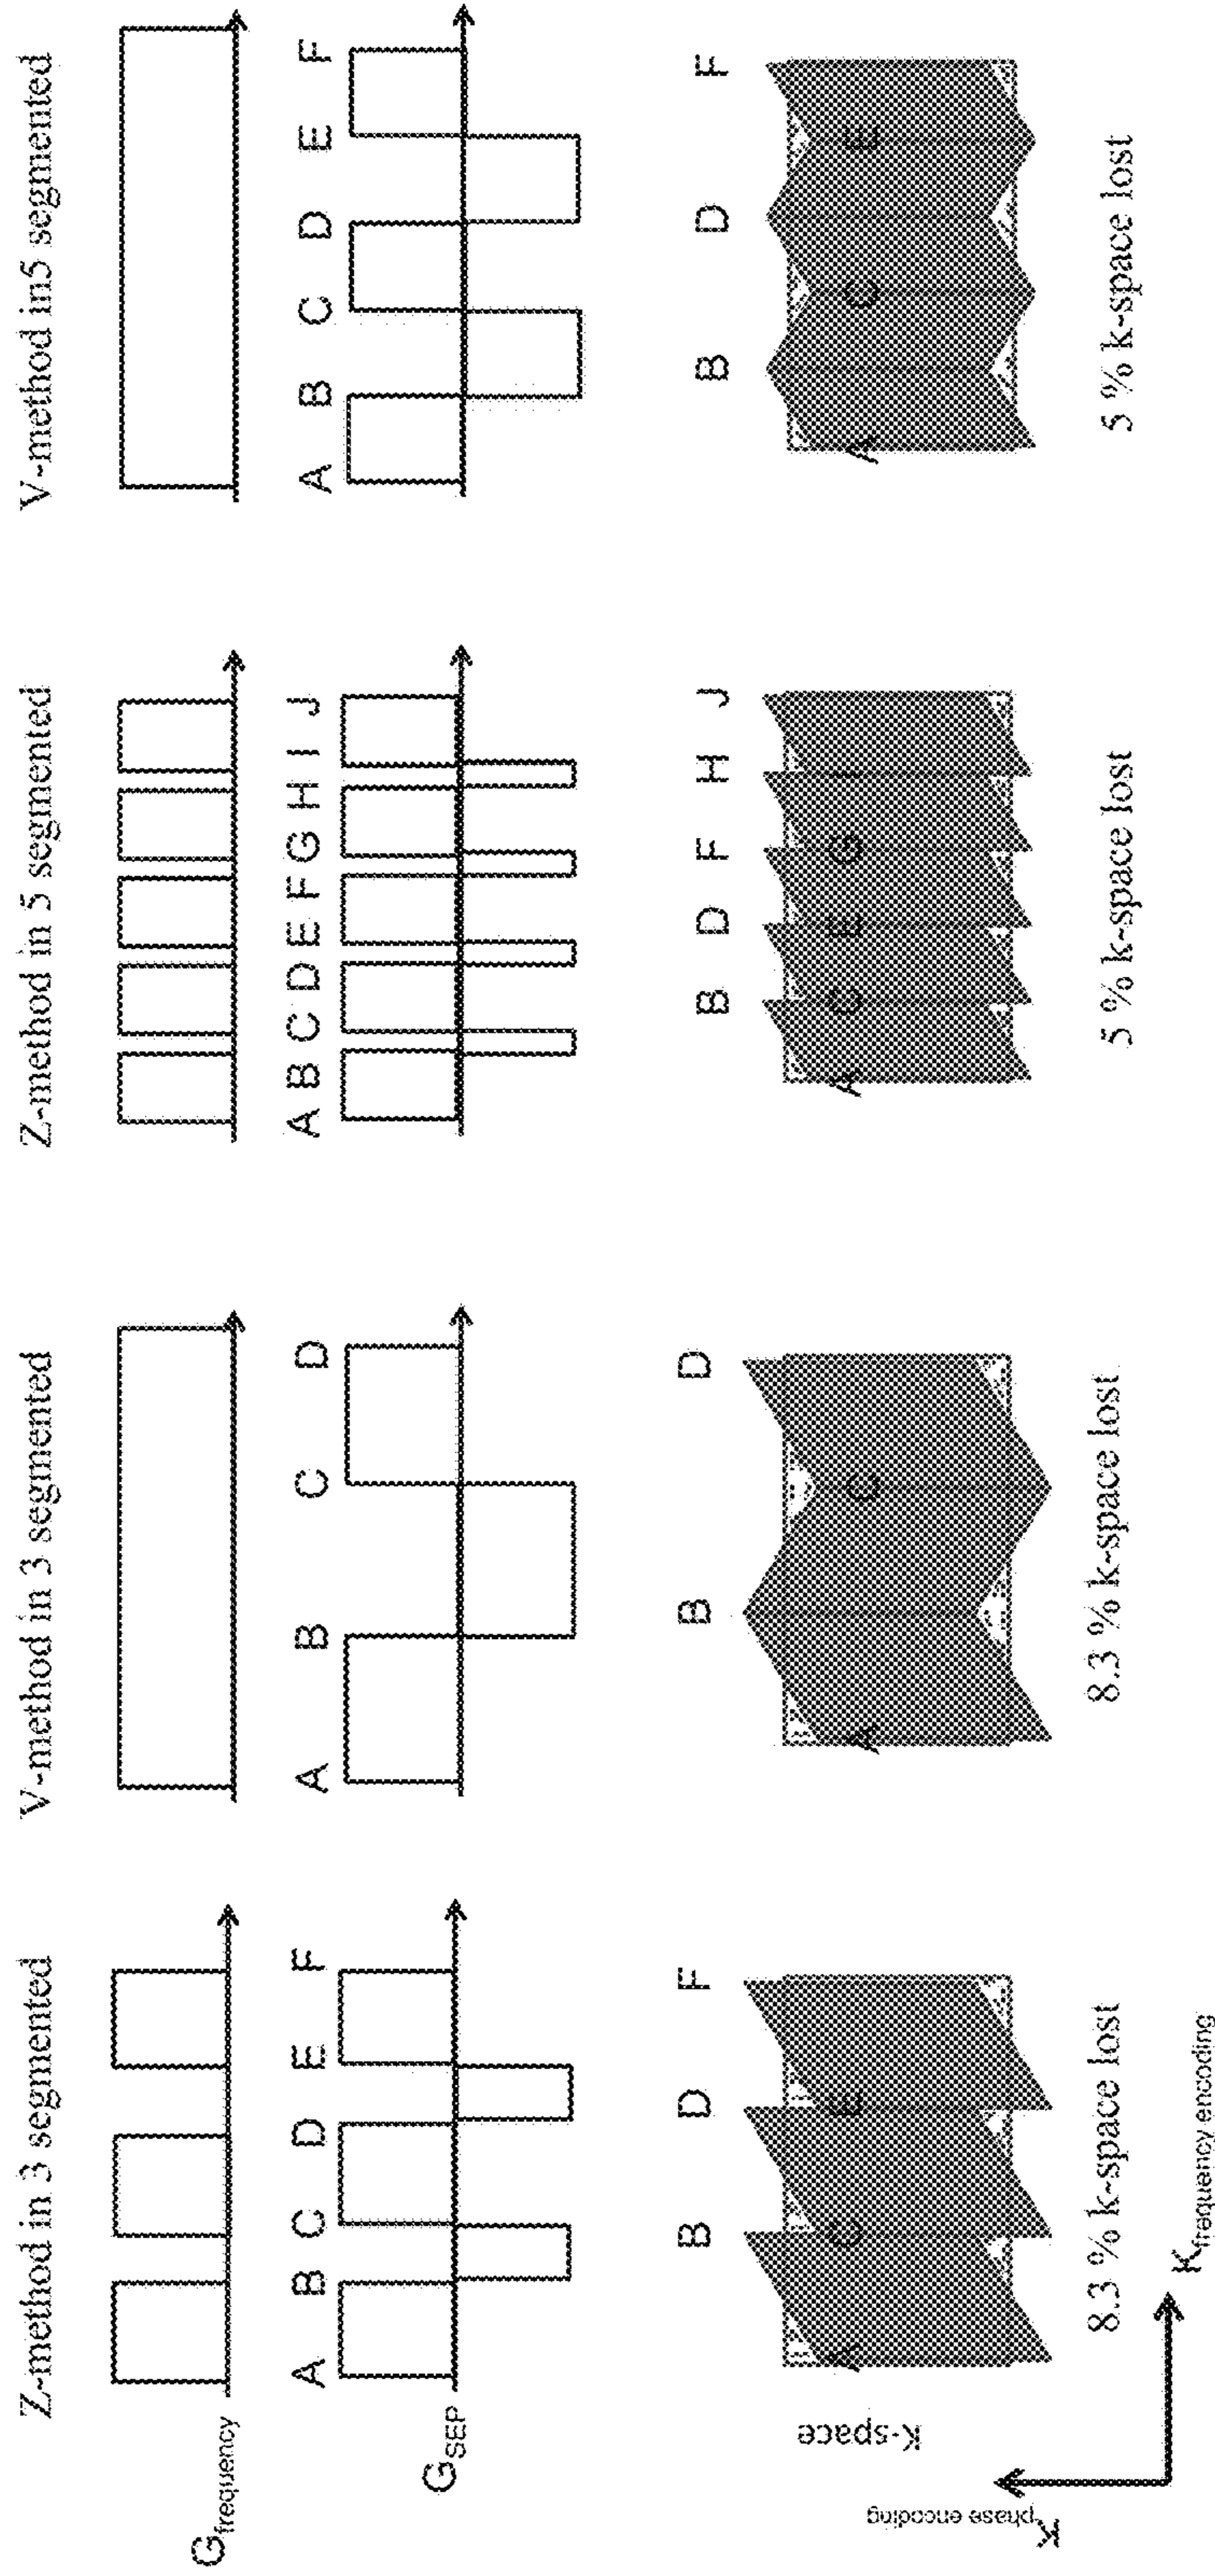 Z-method in 3 segmented
V-method in 3 segmented
Z-method in 5 segmented
V-method in5 segmented
Gfrequency
GSEP
A B C D E F
A B C D
A B C D E F G H I J
A B C D E F
K-space
B D F
A C E
B D
A C
B D F H J
A C E G I
B D F
A C E
8.3 % k-space lost
8.3 % k-space lost
5 % k-space lost
5 % k-space lost
Kphase encoding
Kfrequency encoding